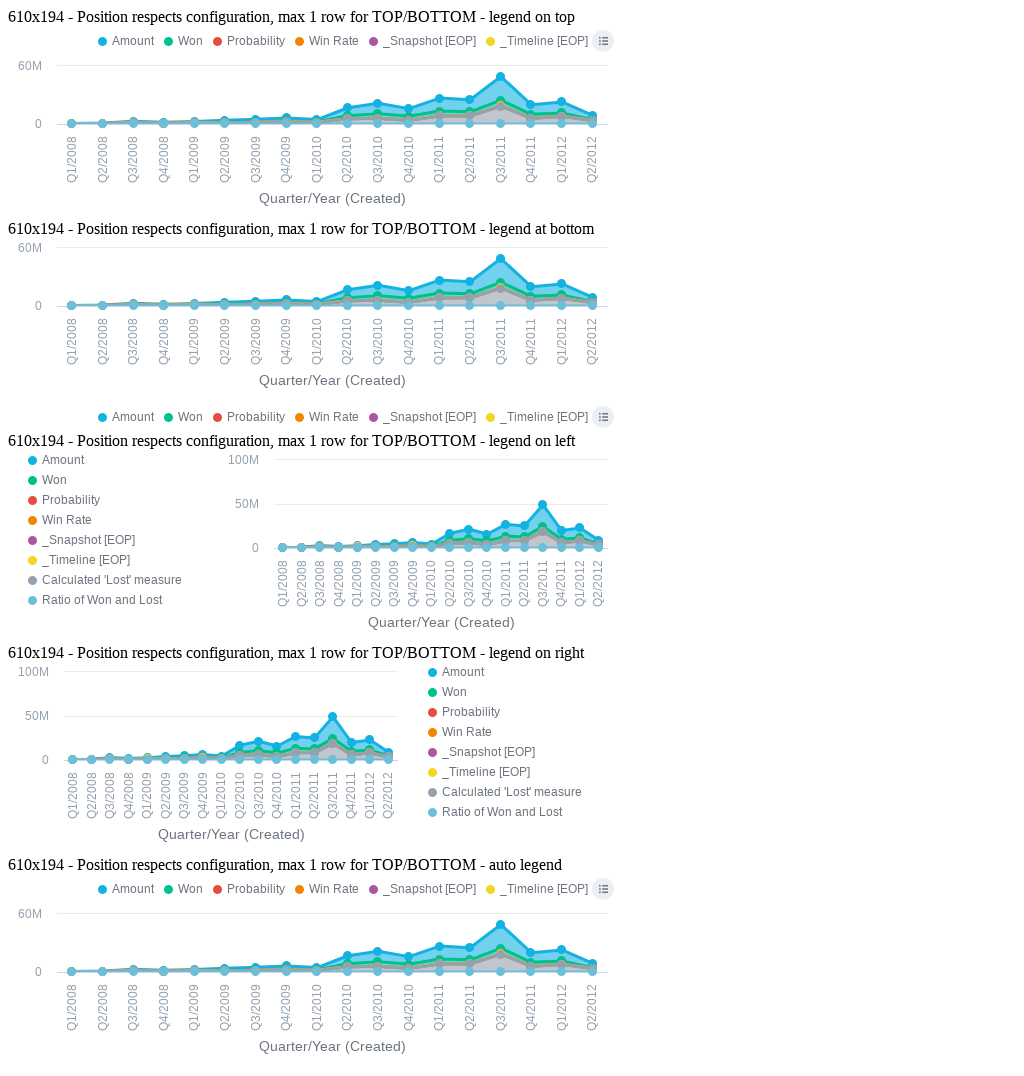 610x194 - Position respects configuration, max 1 row for TOP/BOTTOM - legend on top
Amount Won Probability Win Rate _Snapshot [EOP] _Timeline [EOP]
60M
0
Q1/2008 Q2/2008 Q3/2008 Q4/2008 Q1/2009 Q2/2009 Q3/2009 Q4/2009 Q1/2010 Q2/2010 Q3/2010 Q4/2010 Q1/2011 Q2/2011 Q3/2011 Q4/2011 Q1/2012 Q2/2012
Quarter/Year (Created)
610x194 - Position respects configuration, max 1 row for TOP/BOTTOM - legend at bottom
60M
0
Q1/2008 Q2/2008 Q3/2008 Q4/2008 Q1/2009 Q2/2009 Q3/2009 Q4/2009 Q1/2010 Q2/2010 Q3/2010 Q4/2010 Q1/2011 Q2/2011 Q3/2011 Q4/2011 Q1/2012 Q2/2012
Quarter/Year (Created)
Amount Won Probability Win Rate _Snapshot [EOP] _Timeline [EOP]
610x194 - Position respects configuration, max 1 row for TOP/BOTTOM - legend on left
Amount
Won
Probability
Win Rate
_Snapshot [EOP]
_Timeline [EOP]
Calculated 'Lost' measure
Ratio of Won and Lost
100M
50M
0
Q1/2008 Q2/2008 Q3/2008 Q4/2008 Q1/2009 Q2/2009 Q3/2009 Q4/2009 Q1/2010 Q2/2010 Q3/2010 Q4/2010 Q1/2011 Q2/2011 Q3/2011 Q4/2011 Q1/2012 Q2/2012
Quarter/Year (Created)
610x194 - Position respects configuration, max 1 row for TOP/BOTTOM - legend on right
100M
50M
0
Q1/2008 Q2/2008 Q3/2008 Q4/2008 Q1/2009 Q2/2009 Q3/2009 Q4/2009 Q1/2010 Q2/2010 Q3/2010 Q4/2010 Q1/2011 Q2/2011 Q3/2011 Q4/2011 Q1/2012 Q2/2012
Quarter/Year (Created)
Amount
Won
Probability
Win Rate
_Snapshot [EOP]
_Timeline [EOP]
Calculated 'Lost' measure
Ratio of Won and Lost
610x194 - Position respects configuration, max 1 row for TOP/BOTTOM - auto legend
Amount Won Probability Win Rate _Snapshot [EOP] _Timeline [EOP]
60M
0
Q1/2008 Q2/2008 Q3/2008 Q4/2008 Q1/2009 Q2/2009 Q3/2009 Q4/2009 Q1/2010 Q2/2010 Q3/2010 Q4/2010 Q1/2011 Q2/2011 Q3/2011 Q4/2011 Q1/2012 Q2/2012
Quarter/Year (Created)